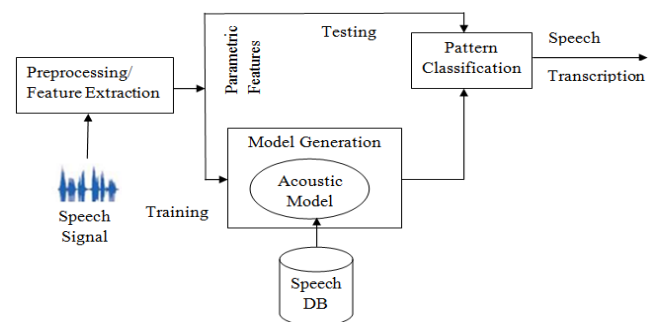 Preprocessing/
Feature Extraction
Speech
Signal
Parametric
Features
Testing
Training
Model Generation
Acoustic
Model
Speech
DB
Pattern
Classification
Speech
Transcription